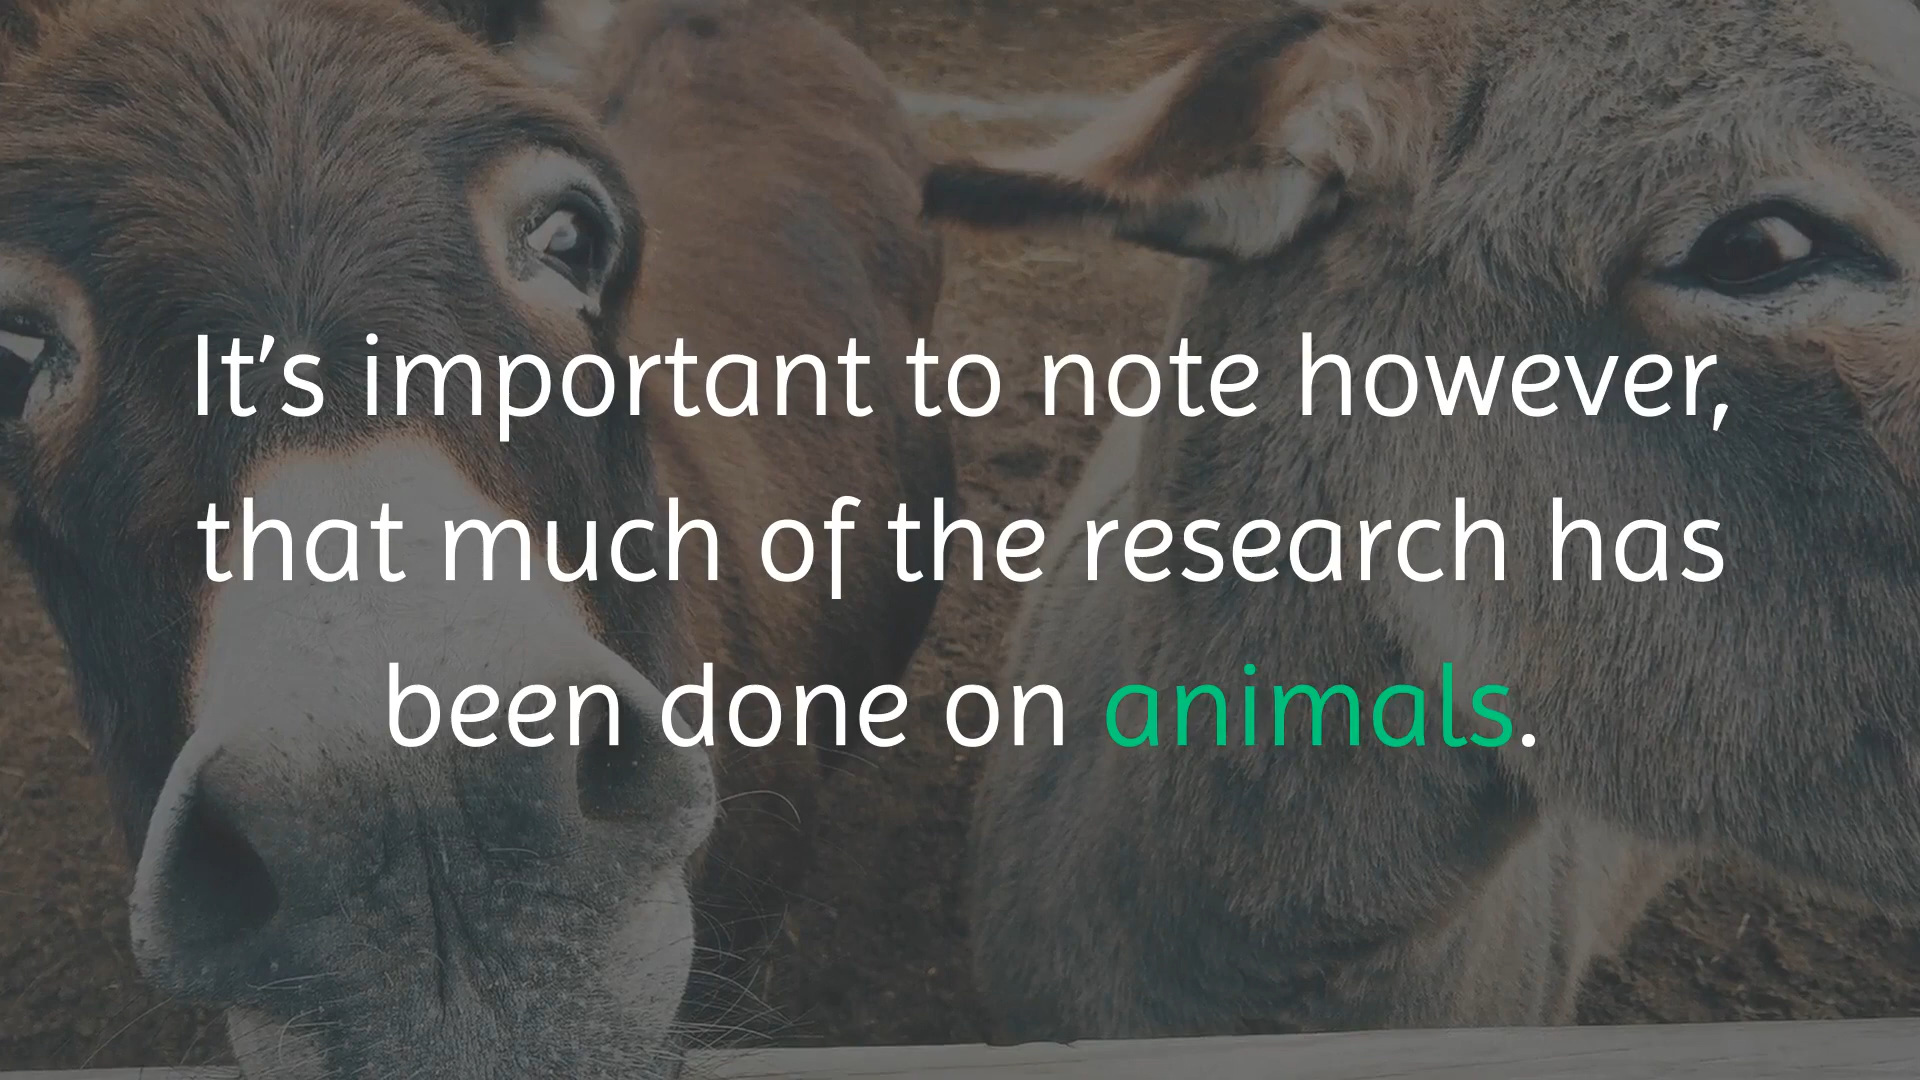 It's important to note however,
that much of the research has
been done on animals.